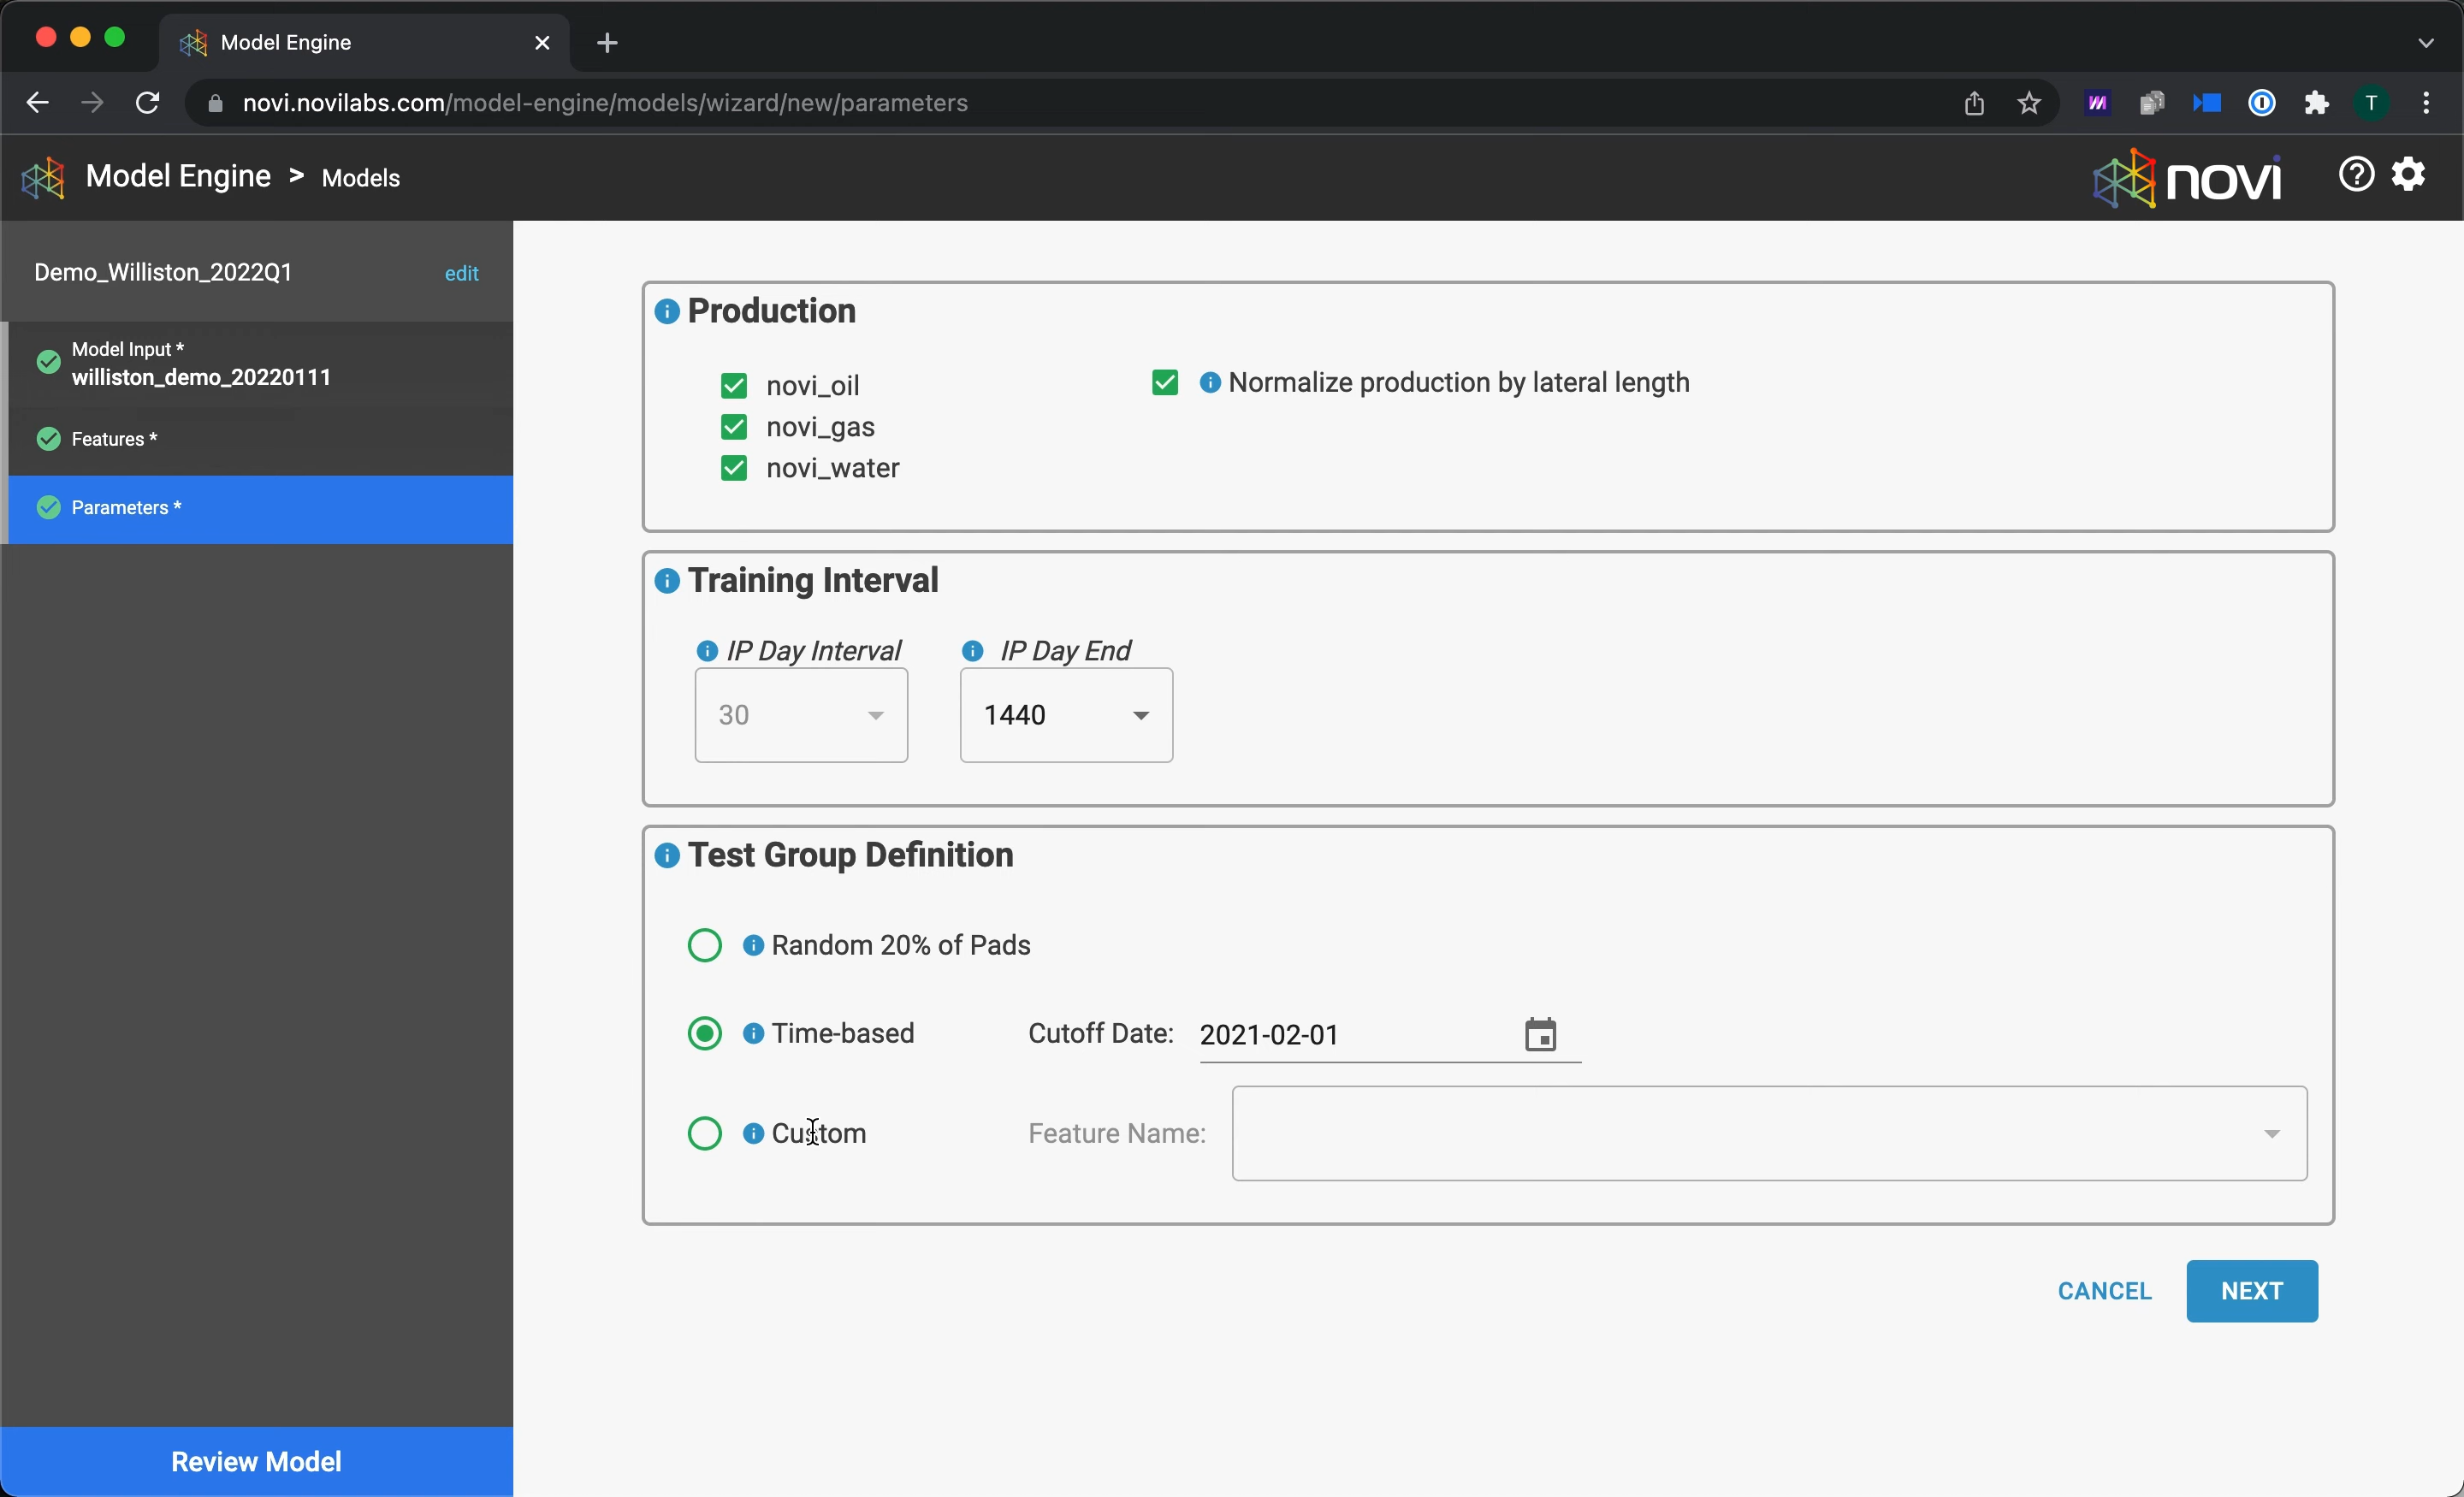 Model Engine
novi.novilabs.com/model-engine/models/wizard/new/parameters
T
Model Engine > Models
novi
Demo_Williston_2022Q1 edit
Model Input *
williston_demo_20220111
Features *
Parameters *
Review Model
Production
novi_oil
novi_gas
novi_water
Normalize production by lateral length
Training Interval
IP Day Interval
30
IP Day End
1440
Test Group Definition
Random 20% of Pads
Time-based Cutoff Date: 2021-02-01
Custom Feature Name:
CANCEL NEXT